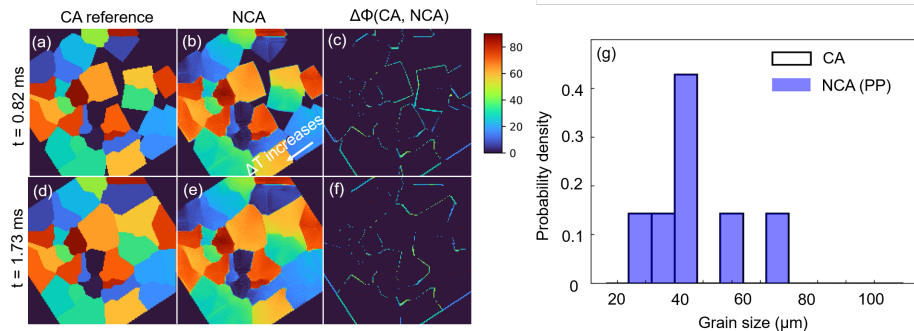 CA reference NCA ΔΦ(CA, NCA)
(a) (b) (c)
t = 0.82 ms
ΔT increases
80
60
40
20
0
(d) (e) (f)
t = 1.73 ms
(g)
CA
NCA (PP)
Probability density
0.4
0.2
0.1
0
20 40 60 80 100
Grain size (μm)